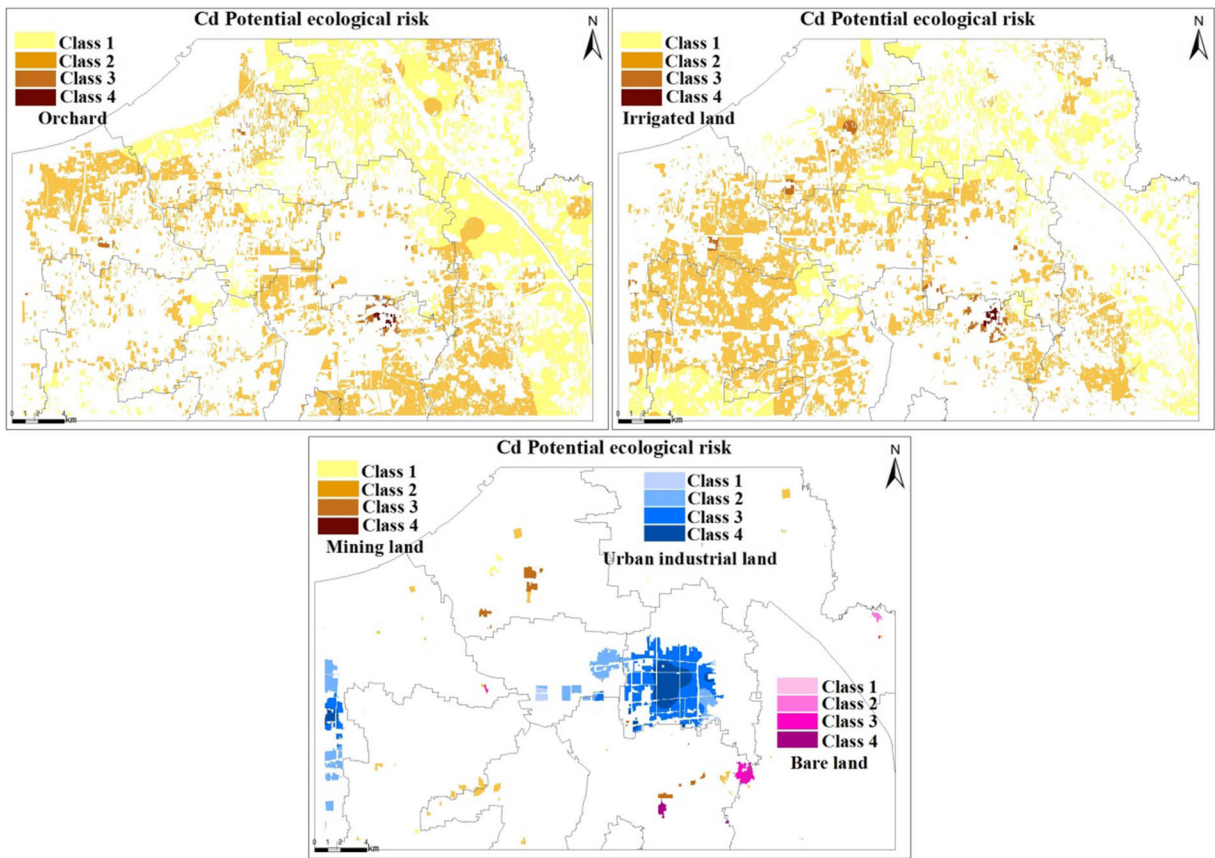 Cd Potential ecological risk
N
Class 1
Class 2
Class 3
Class 4
Orchard
0 1 2 4
km
Cd Potential ecological risk
N
Class 1
Class 2
Class 3
Class 4
Irrigated land
0 1 2 4
km
Cd Potential ecological risk
N
Class 1
Class 2
Class 3
Class 4
Mining land
Class 1
Class 2
Class 3
Class 4
Urban industrial land
Class 1
Class 2
Class 3
Class 4
Bare land
0 1 2 4
km